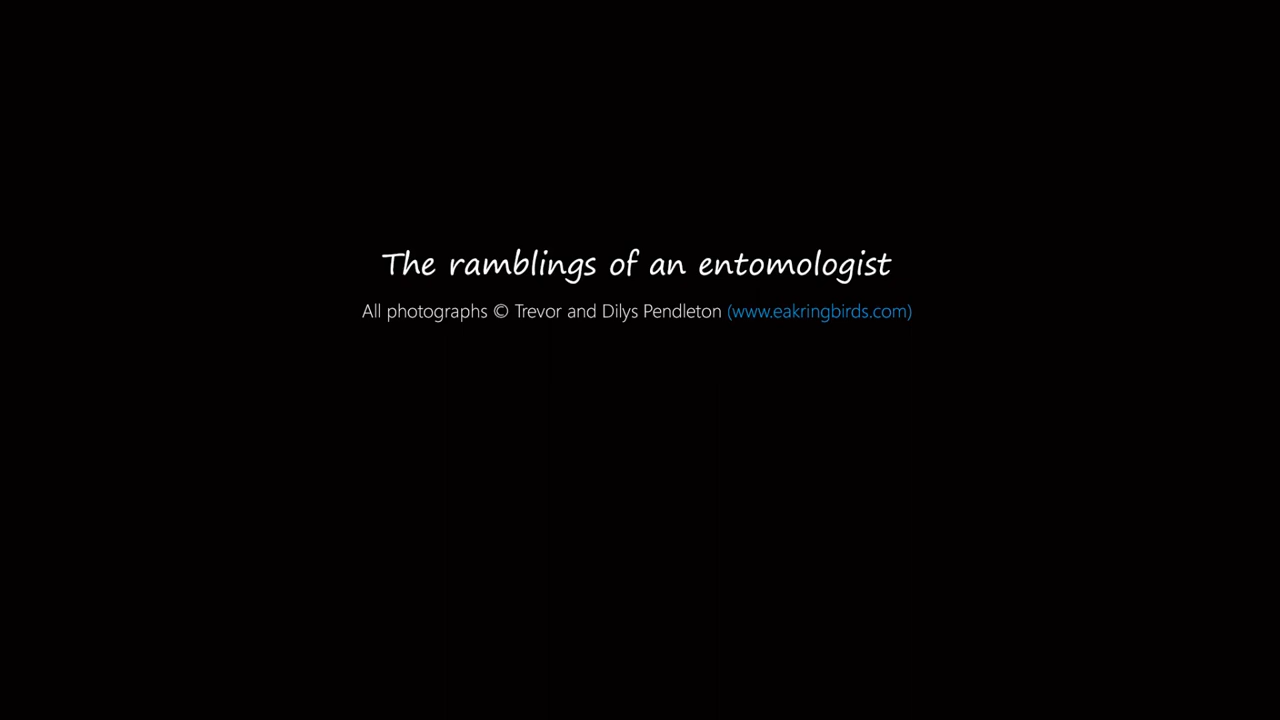 The ramblings of an entomologist
All photographs © Trevor and Dilys Pendleton (www.eakringbirds.com)